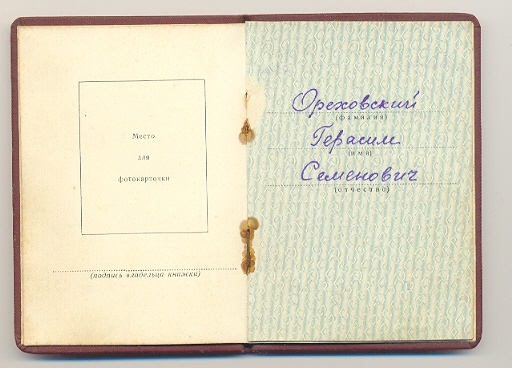 Место
для
фотокарточки
(подпись владельца книжки)
Ореховский
(фамилия)
Герасим
(имя)
Семенович
(отчество)